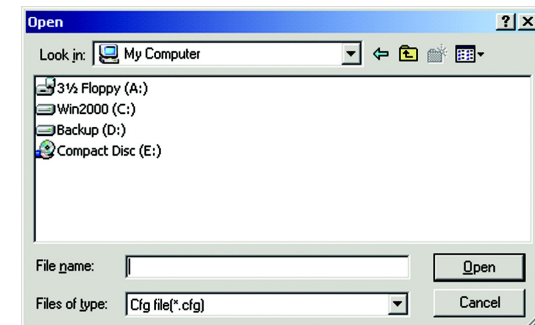 Open
Look in: My Computer
3½ Floppy (A:)
Win2000 (C:)
Backup (D:)
Compact Disc (E:)
File name:
Open
Files of type: Cfg file(*.cfg)
Cancel